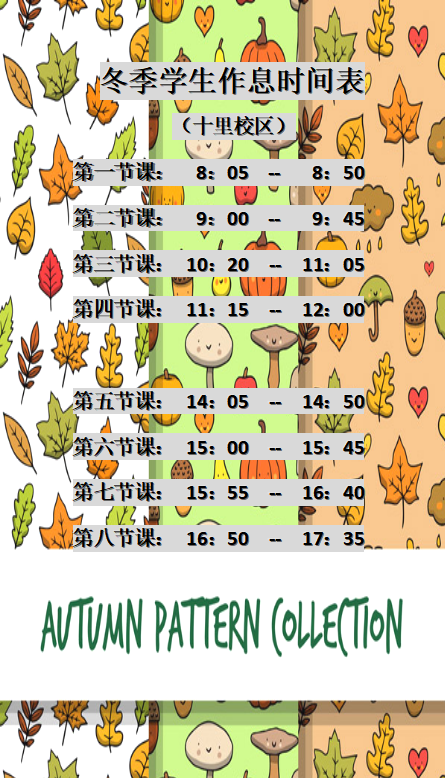 冬季学生作息时间表
（十里校区）
第一节课： 8：05 -- 8：50
第二节课： 9：00 -- 9：45
第三节课： 10：20 -- 11：05
第四节课： 11：15 -- 12：00
第五节课： 14：05 -- 14：50
第六节课： 15：00 -- 15：45
第七节课： 15：55 -- 16：40
第八节课： 16：50 -- 17：35
AUTUMN PATTERN COLLECTION